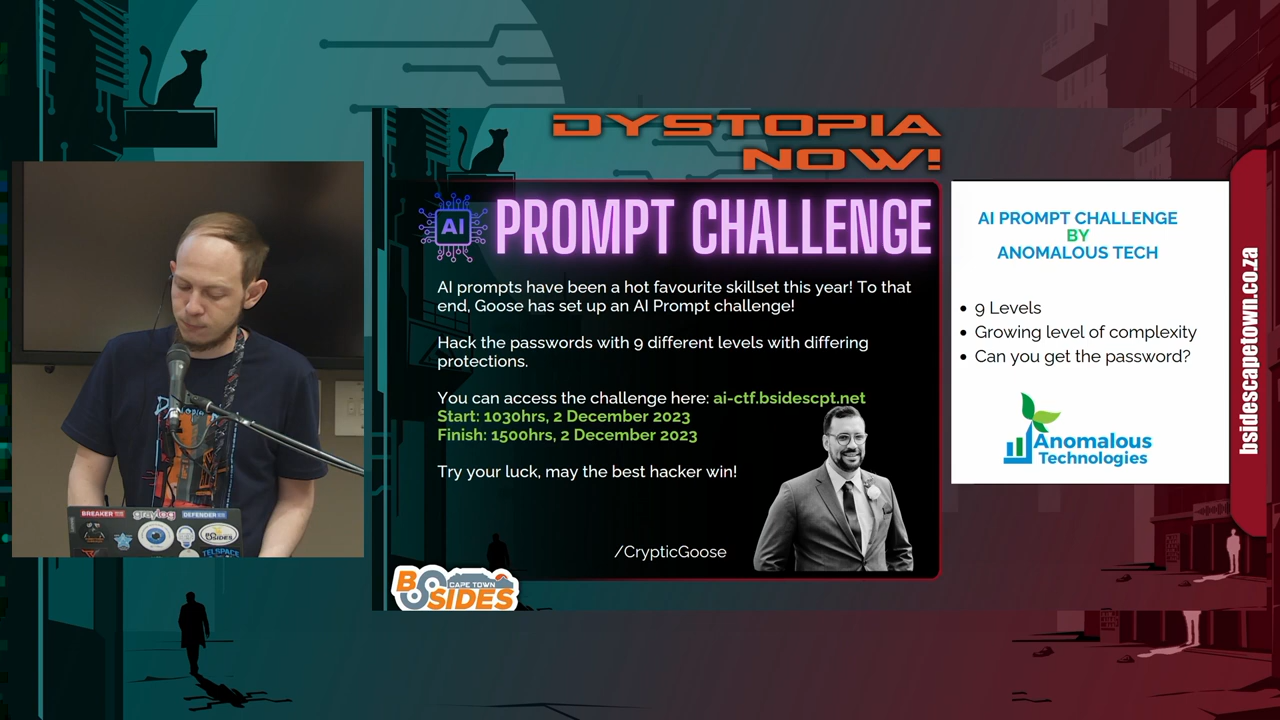 DYSTOPIA
NOW!
AI
PROMPT CHALLENGE
AI prompts have been a hot favourite skillset this year! To that
end, Goose has set up an AI Prompt challenge!
Hack the passwords with 9 different levels with differing
protections.
You can access the challenge here: ai-ctf.bsidescpt.net
Start: 1030hrs, 2 December 2023
Finish: 1500hrs, 2 December 2023
Try your luck, may the best hacker win!
/CrypticGoose
BSIDES
CAPE TOWN
AI PROMPT CHALLENGE
BY
ANOMALOUS TECH
• 9 Levels
• Growing level of complexity
• Can you get the password?
Anomalous
Technologies
bsidescapetown.co.za
BREAKER
graylog
DEFENDER
BSIDES
TELSPACE